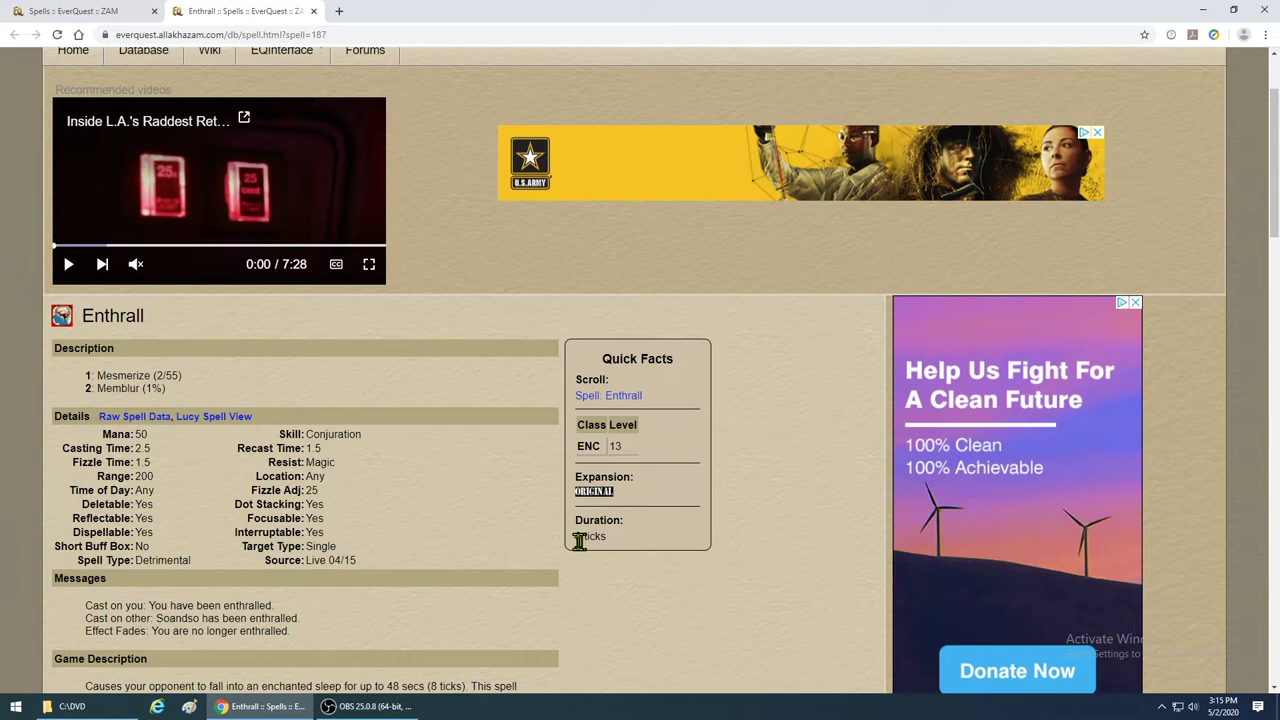 Spells :: EverQuest :: ZAM
Enthrall :: Spells :: EverQuest :: ZAM
everquest.allakhazam.com/db/spell.html?spell=187
Home
Database
Wiki
EQInterface
Forums
Recommended videos
Inside L.A.'s Raddest Ret...
25¢
25
cent
0:00 / 7:28
U.S.ARMY
Enthrall
Description
1: Mesmerize (2/55)
2: Memblur (1%)
Details Raw Spell Data, Lucy Spell View
Mana: 50 Skill: Conjuration
Casting Time: 2.5 Recast Time: 1.5
Fizzle Time: 1.5 Resist: Magic
Range: 200 Location: Any
Time of Day: Any Fizzle Adj: 25
Deletable: Yes Dot Stacking: Yes
Reflectable: Yes Focusable: Yes
Dispellable: Yes Interruptable: Yes
Short Buff Box: No Target Type: Single
Spell Type: Detrimental Source: Live 04/15
Messages
Cast on you: You have been enthralled.
Cast on other: Soandso has been enthralled.
Effect Fades: You are no longer enthralled.
Game Description
Causes your opponent to fall into an enchanted sleep for up to 48 secs (8 ticks). This spell
Quick Facts
Scroll:
Spell: Enthrall
Class Level
ENC 13
Expansion:
ORIGINAL
Duration:
ticks
Help Us Fight For
A Clean Future
100% Clean
100% Achievable
Donate Now
Activate Wind
Settings to
C:\DVD
Enthrall :: Spells :: E...
OBS 25.0.8 (64-bit, ...
3:15 PM
5/2/2020